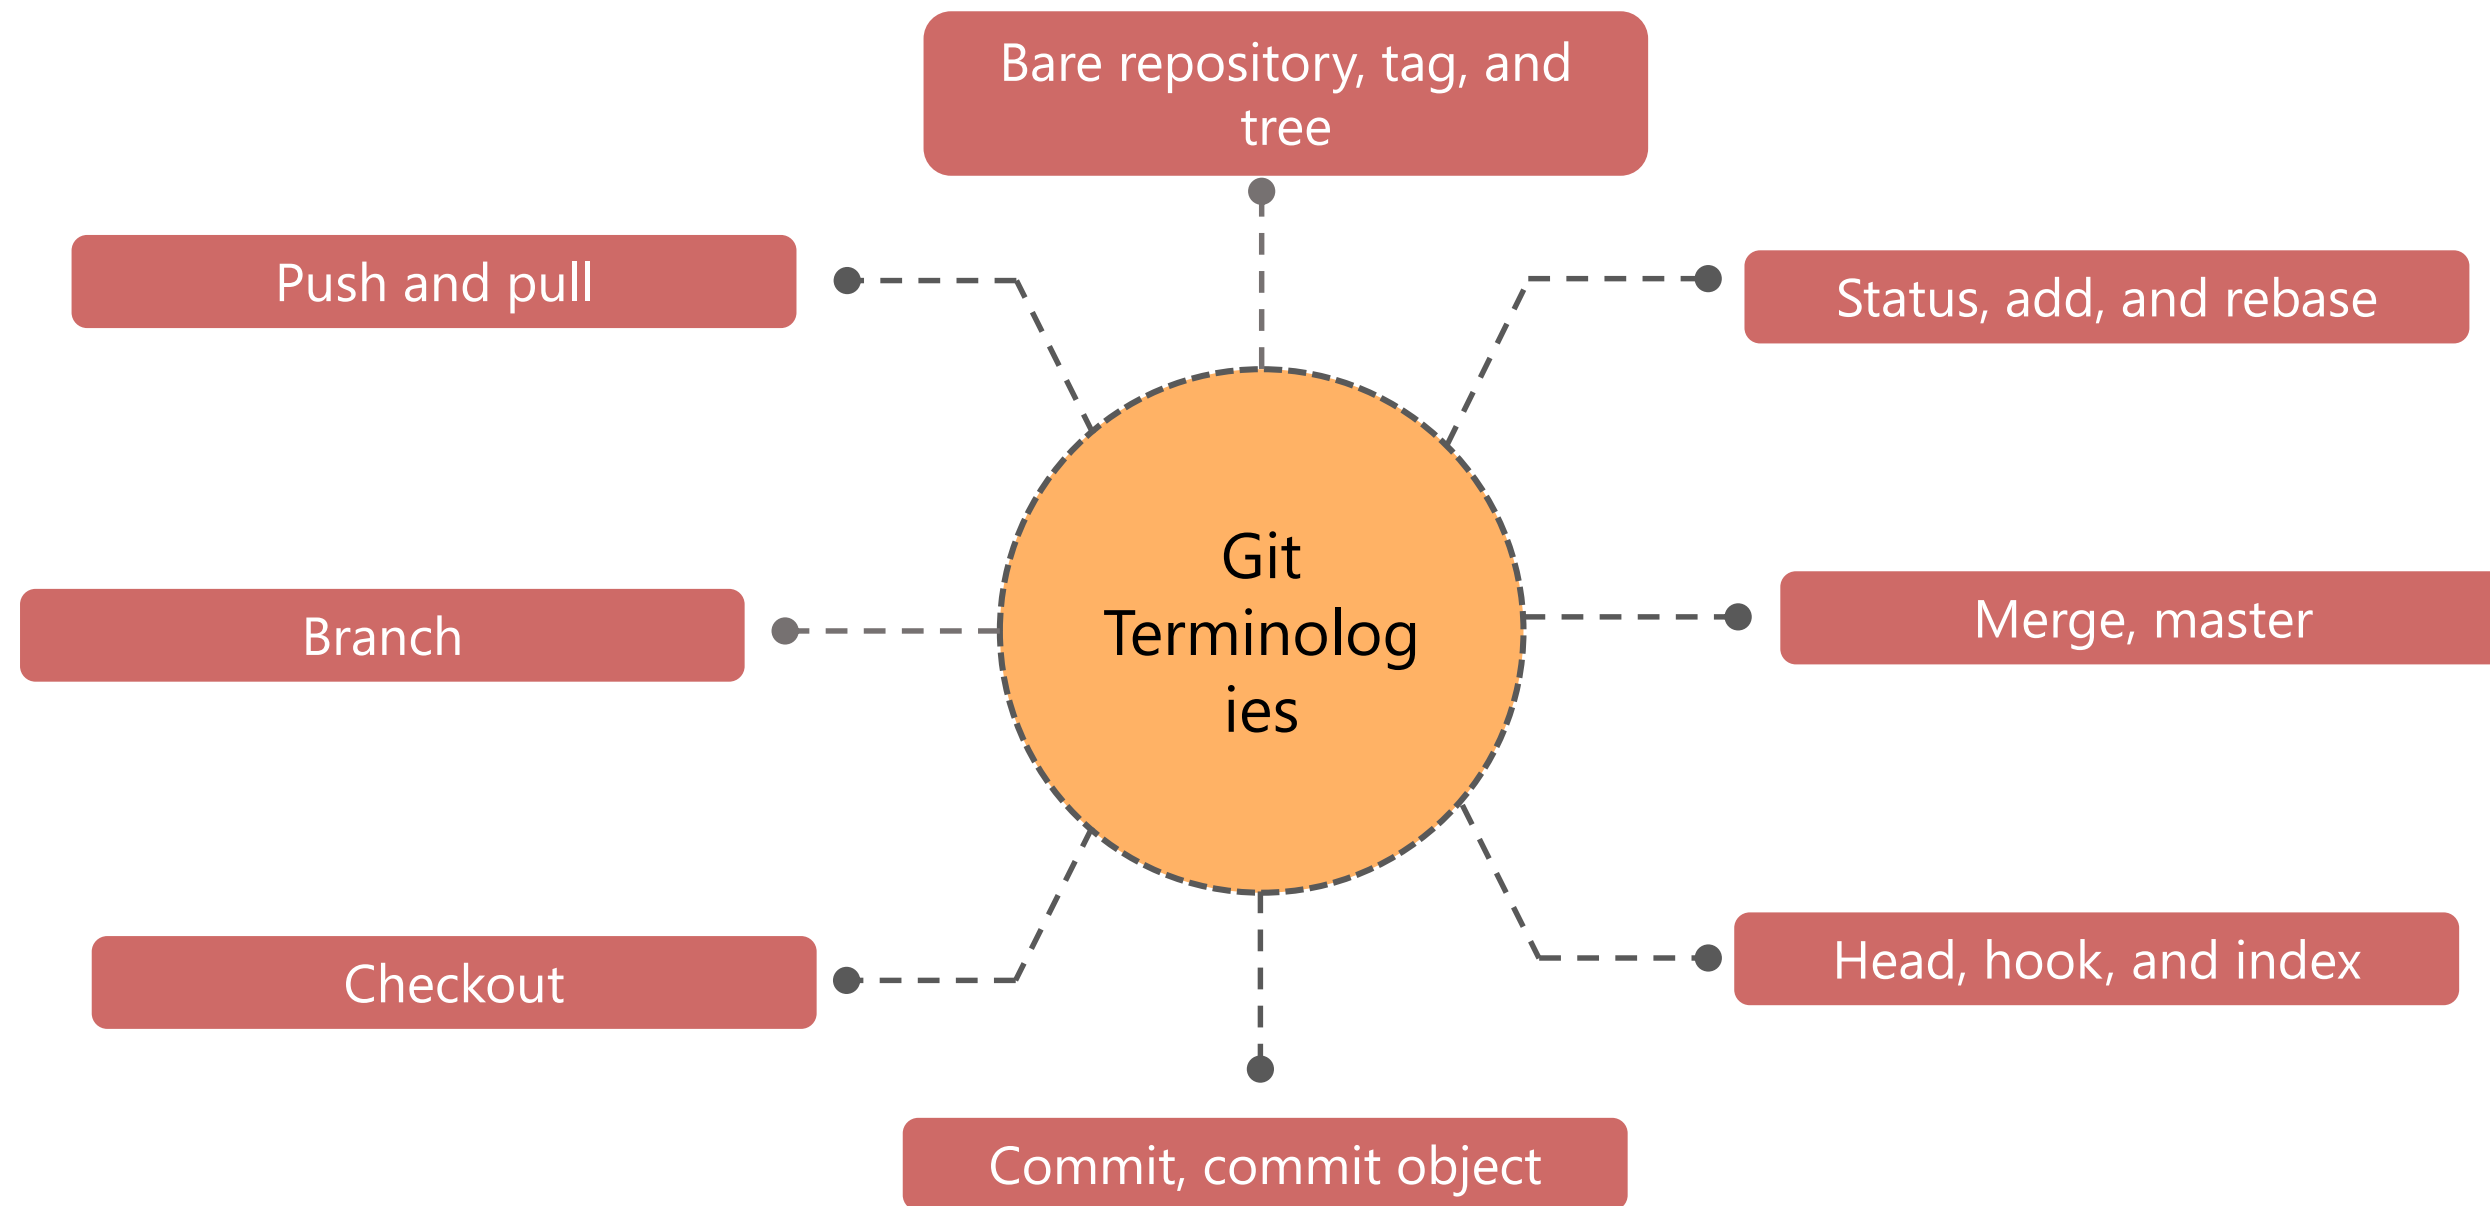 Bare repository, tag, and
tree
Push and pull
Status, add, and rebase
Git
Terminolog
ies
Branch
Merge, master
Checkout
Head, hook, and index
Commit, commit object